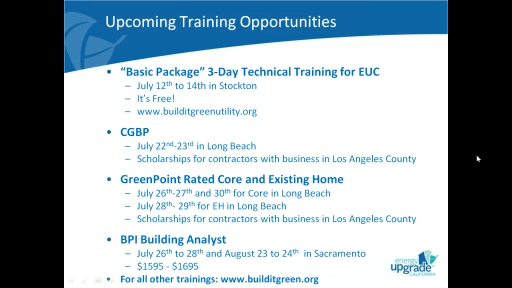 Upcoming Training Opportunities
• “Basic Package” 3-Day Technical Training for EUC
– July 12th to 14th in Stockton
– It’s Free!
– www.builditgreenutility.org
• CGBP
– July 22nd-23rd in Long Beach
– Scholarships for contractors with business in Los Angeles County
• GreenPoint Rated Core and Existing Home
– July 26th-27th and 30th for Core in Long Beach
– July 28th- 29th for EH in Long Beach
– Scholarships for contractors with business in Los Angeles County
• BPI Building Analyst
– July 26th to 28th and August 23 to 24th in Sacramento
– $1595 - $1695
• For all other trainings: www.builditgreen.org
energy
upgrade
CALIFORNIA